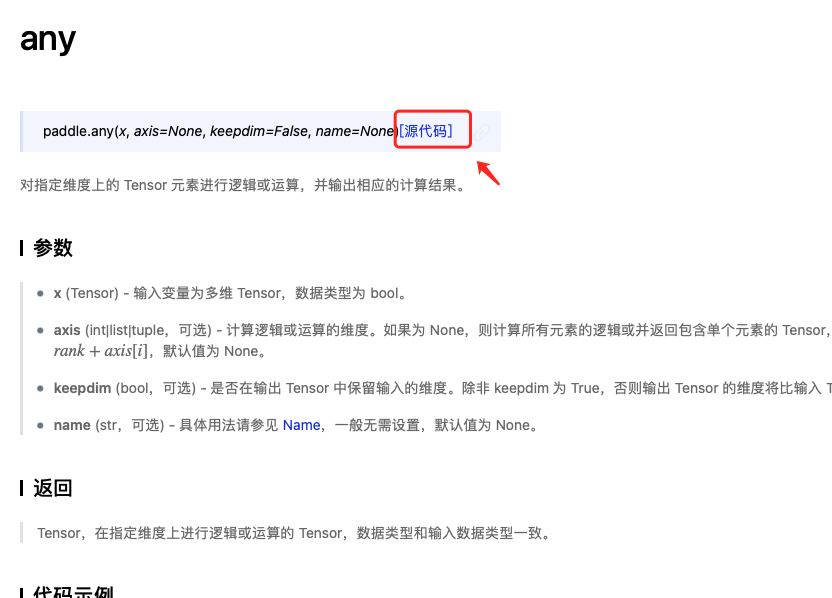 any
paddle.any(x, axis=None, keepdim=False, name=None)[源代码]
对指定维度上的 Tensor 元素进行逻辑或运算，并输出相应的计算结果。
参数
x (Tensor) - 输入变量为多维 Tensor，数据类型为 bool。
axis (int|list|tuple，可选) - 计算逻辑或运算的维度。如果为 None，则计算所有元素的逻辑或并返回包含单个元素的 Tensor，
rank + axis[i]，默认值为 None。
keepdim (bool，可选) - 是否在输出 Tensor 中保留输入的维度。除非 keepdim 为 True，否则输出 Tensor 的维度将比输入 T
name (str，可选) - 具体用法请参见 Name，一般无需设置，默认值为 None。
返回
Tensor，在指定维度上进行逻辑或运算的 Tensor，数据类型和输入数据类型一致。
代码示例